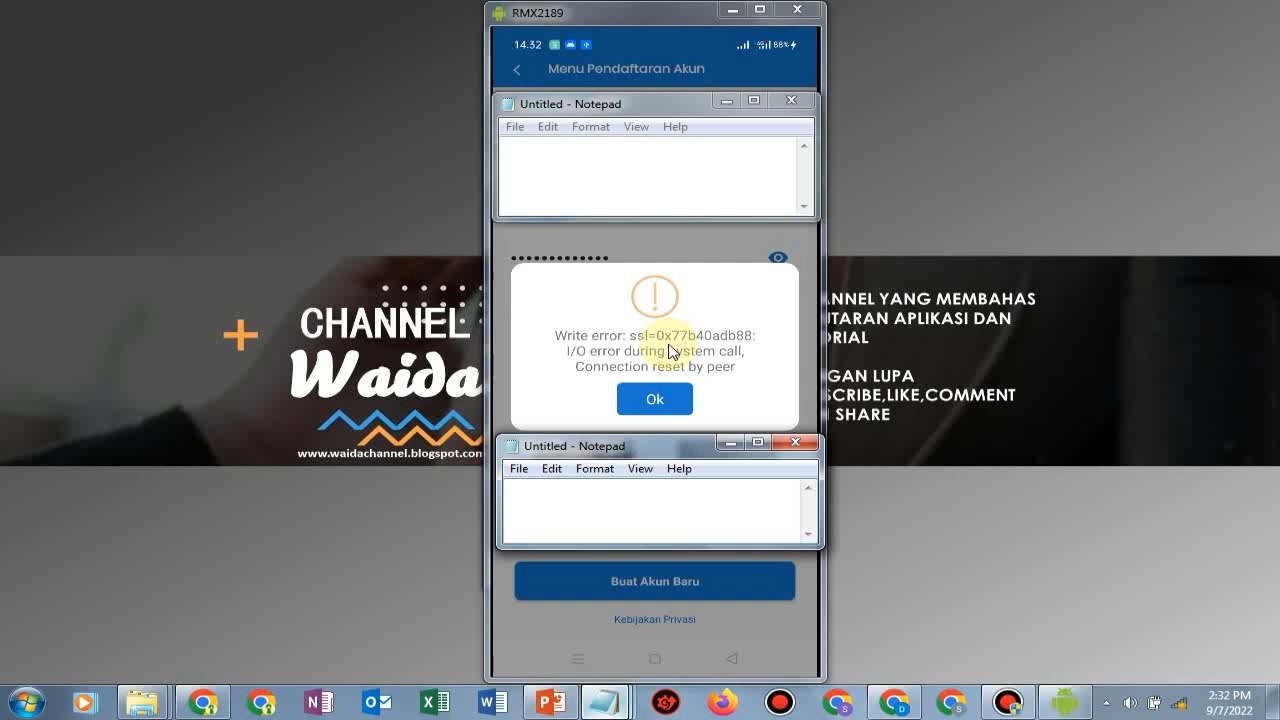 RMX2189
14.32
88%
Menu Pendaftaran Akun
Untitled - Notepad
File Edit Format View Help
CHANNEL
Waida
www.waidachannel.blogspot.com
ANNEL YANG MEMBAHAS
UTARAN APLIKASI DAN
ORIAL
GAN LUPA
SCRIBE,LIKE,COMMENT
N SHARE
Write error: ssl=0x77b40adb88:
I/O error during system call,
Connection reset by peer
Ok
Untitled - Notepad
File Edit Format View Help
Buat Akun Baru
Kebijakan Privasi
2:32 PM
9/7/2022